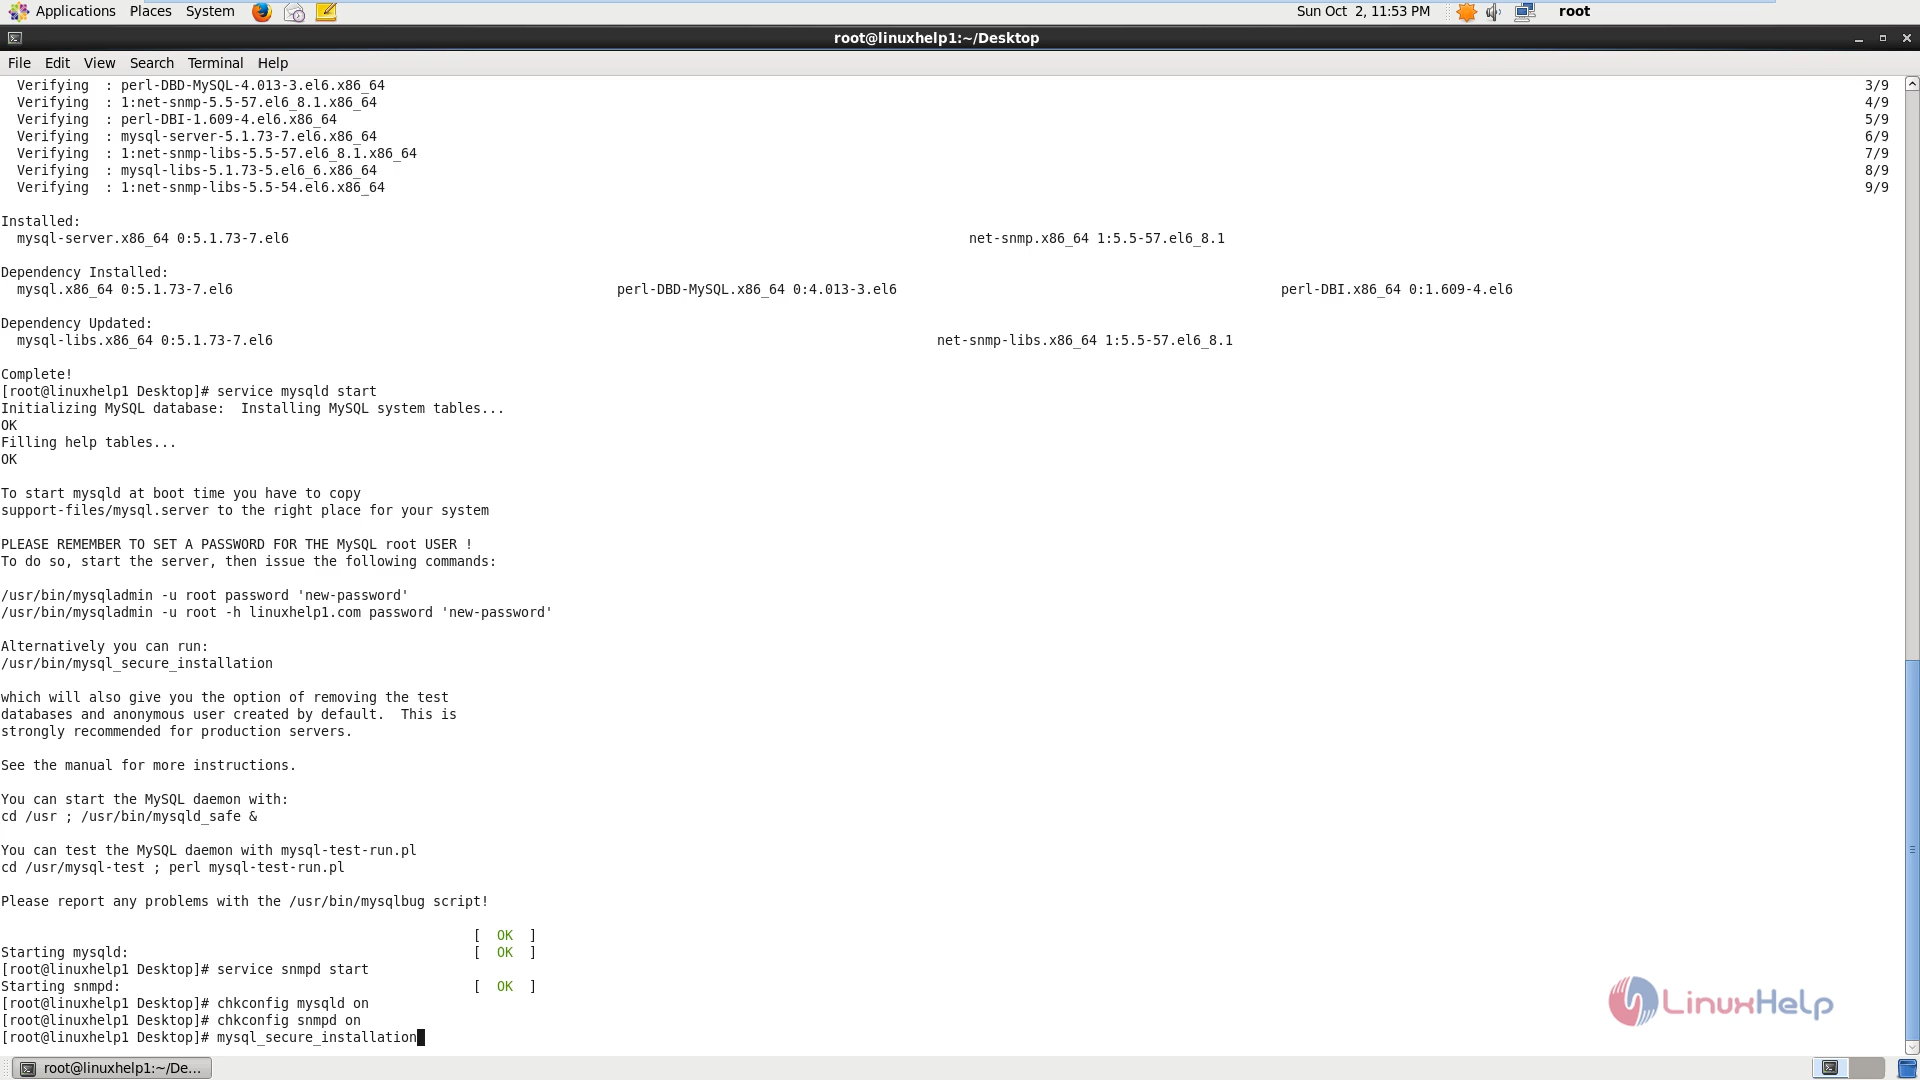 Applications Places System Sun Oct 2, 11:53 PM root
root@linuxhelp1:~/Desktop
File Edit View Search Terminal Help
Verifying : perl-DBD-MySQL-4.013-3.el6.x86_64 3/9
Verifying : 1:net-snmp-5.5-57.el6_8.1.x86_64 4/9
Verifying : perl-DBI-1.609-4.el6.x86_64 5/9
Verifying : mysql-server-5.1.73-7.el6.x86_64 6/9
Verifying : 1:net-snmp-libs-5.5-57.el6_8.1.x86_64 7/9
Verifying : mysql-libs-5.1.73-5.el6_6.x86_64 8/9
Verifying : 1:net-snmp-libs-5.5-54.el6.x86_64 9/9
Installed:
mysql-server.x86_64 0:5.1.73-7.el6 net-snmp.x86_64 1:5.5-57.el6_8.1
Dependency Installed:
mysql.x86_64 0:5.1.73-7.el6 perl-DBD-MySQL.x86_64 0:4.013-3.el6 perl-DBI.x86_64 0:1.609-4.el6
Dependency Updated:
mysql-libs.x86_64 0:5.1.73-7.el6 net-snmp-libs.x86_64 1:5.5-57.el6_8.1
Complete!
[root@linuxhelp1 Desktop]# service mysqld start
Initializing MySQL database:  Installing MySQL system tables...
OK
Filling help tables...
OK
To start mysqld at boot time you have to copy
support-files/mysql.server to the right place for your system
PLEASE REMEMBER TO SET A PASSWORD FOR THE MySQL root USER !
To do so, start the server, then issue the following commands:
/usr/bin/mysqladmin -u root password 'new-password'
/usr/bin/mysqladmin -u root -h linuxhelp1.com password 'new-password'
Alternatively you can run:
/usr/bin/mysql_secure_installation
which will also give you the option of removing the test
databases and anonymous user created by default.  This is
strongly recommended for production servers.
See the manual for more instructions.
You can start the MySQL daemon with:
cd /usr ; /usr/bin/mysqld_safe &
You can test the MySQL daemon with mysql-test-run.pl
cd /usr/mysql-test ; perl mysql-test-run.pl
Please report any problems with the /usr/bin/mysqlbug script!
[  OK  ]
Starting mysqld: [  OK  ]
[root@linuxhelp1 Desktop]# service snmpd start
Starting snmpd: [  OK  ]
[root@linuxhelp1 Desktop]# chkconfig mysqld on
[root@linuxhelp1 Desktop]# chkconfig snmpd on
[root@linuxhelp1 Desktop]# mysql_secure_installation
LinuxHelp
root@linuxhelp1:~/De...